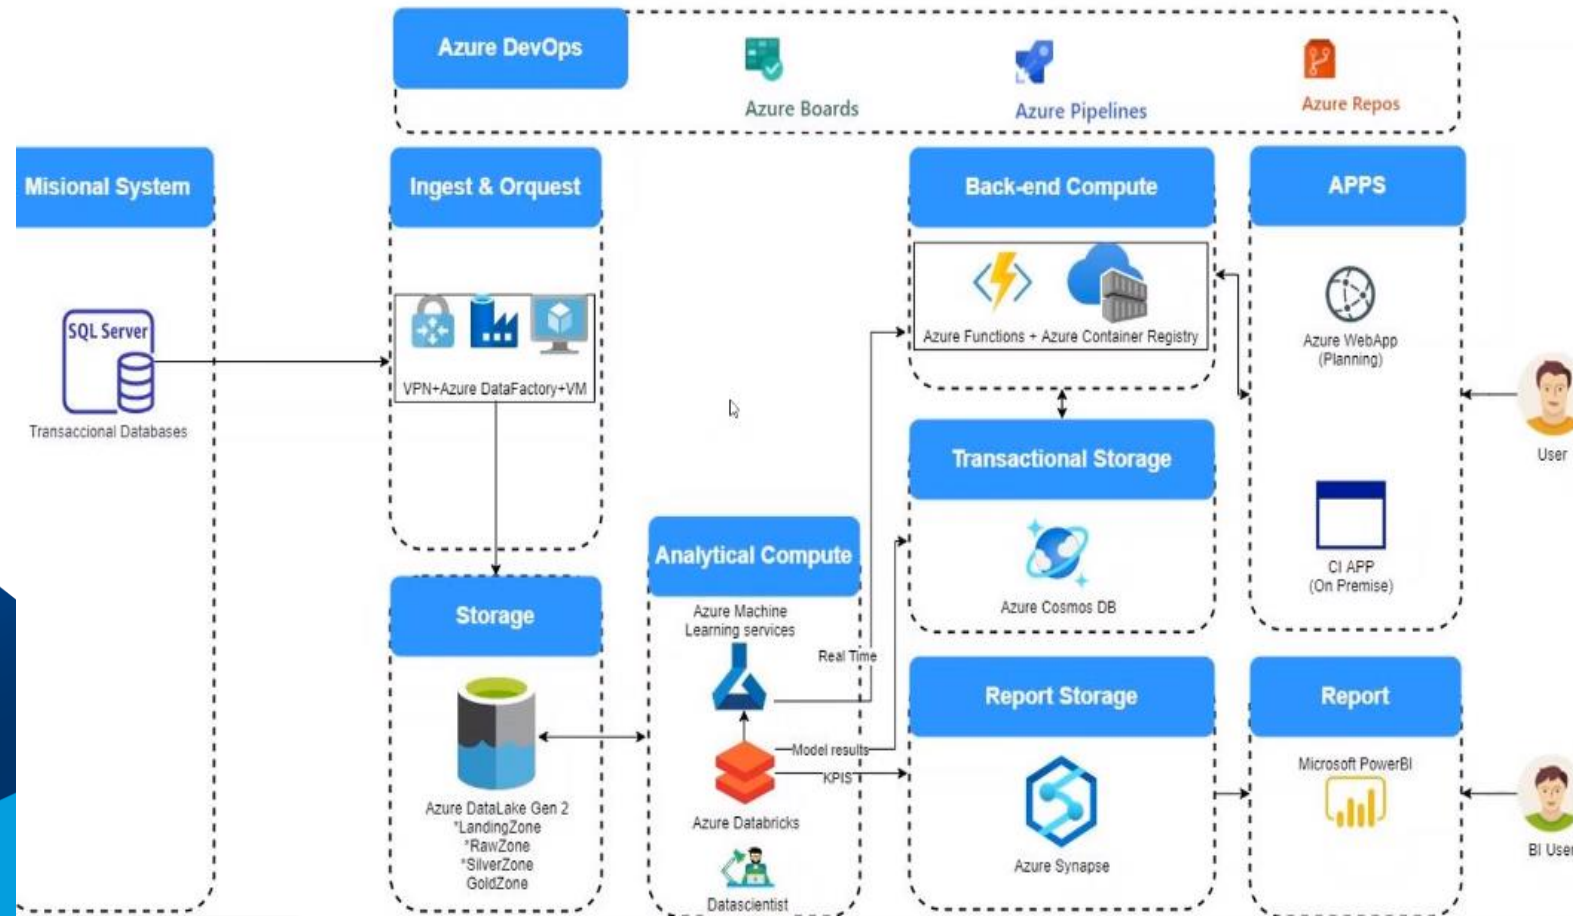 Azure DevOps
Azure Boards
Azure Pipelines
Azure Repos
Misional System
SQL Server
Transaccional Databases
Ingest & Orquest
VPN+Azure DataFactory+VM
Storage
Azure DataLake Gen 2
*LandingZone
*RawZone
*SilverZone
GoldZone
Analytical Compute
Azure Machine
Learning services
Real Time
Model results
KPIS
Azure Databricks
Datascientist
Back-end Compute
Azure Functions + Azure Container Registry
Transactional Storage
Azure Cosmos DB
Report Storage
Azure Synapse
APPS
Azure WebApp
(Planning)
CI APP
(On Premise)
User
Report
Microsoft PowerBI
BI User